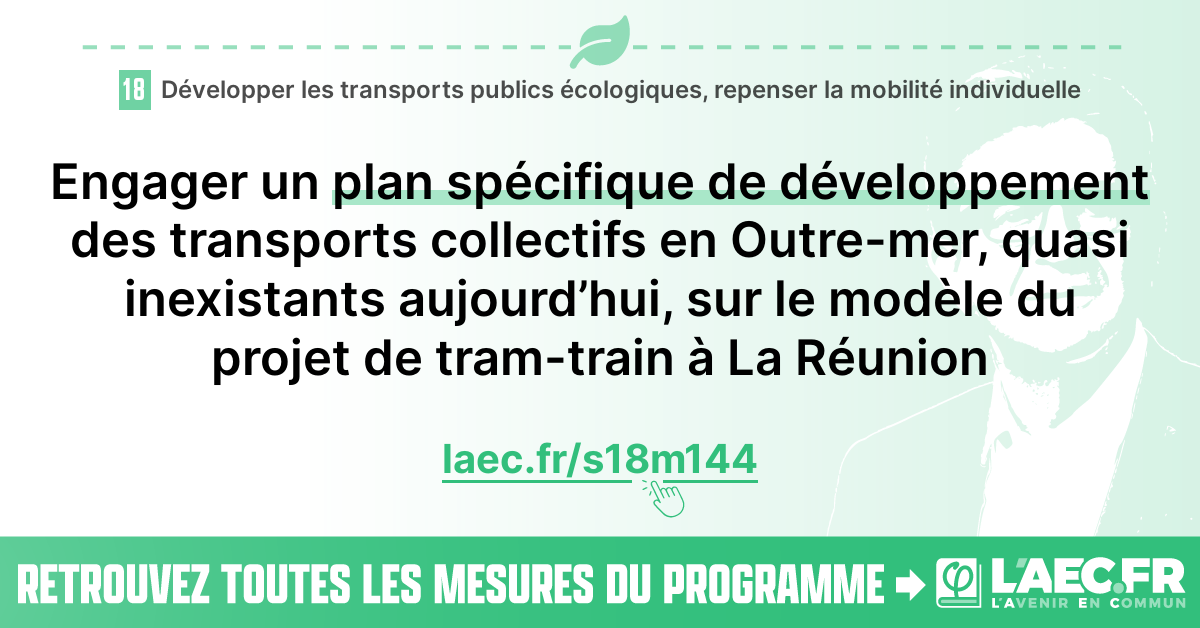 18 Développer les transports publics écologiques, repenser la mobilité individuelle
Engager un plan spécifique de développement
des transports collectifs en Outre-mer, quasi
inexistants aujourd’hui, sur le modèle du
projet de tram-train à La Réunion
laec.fr/s18m144
RETROUVEZ TOUTES LES MESURES DU PROGRAMME
φ L'AEC.FR
L'AVENIR EN COMMUN